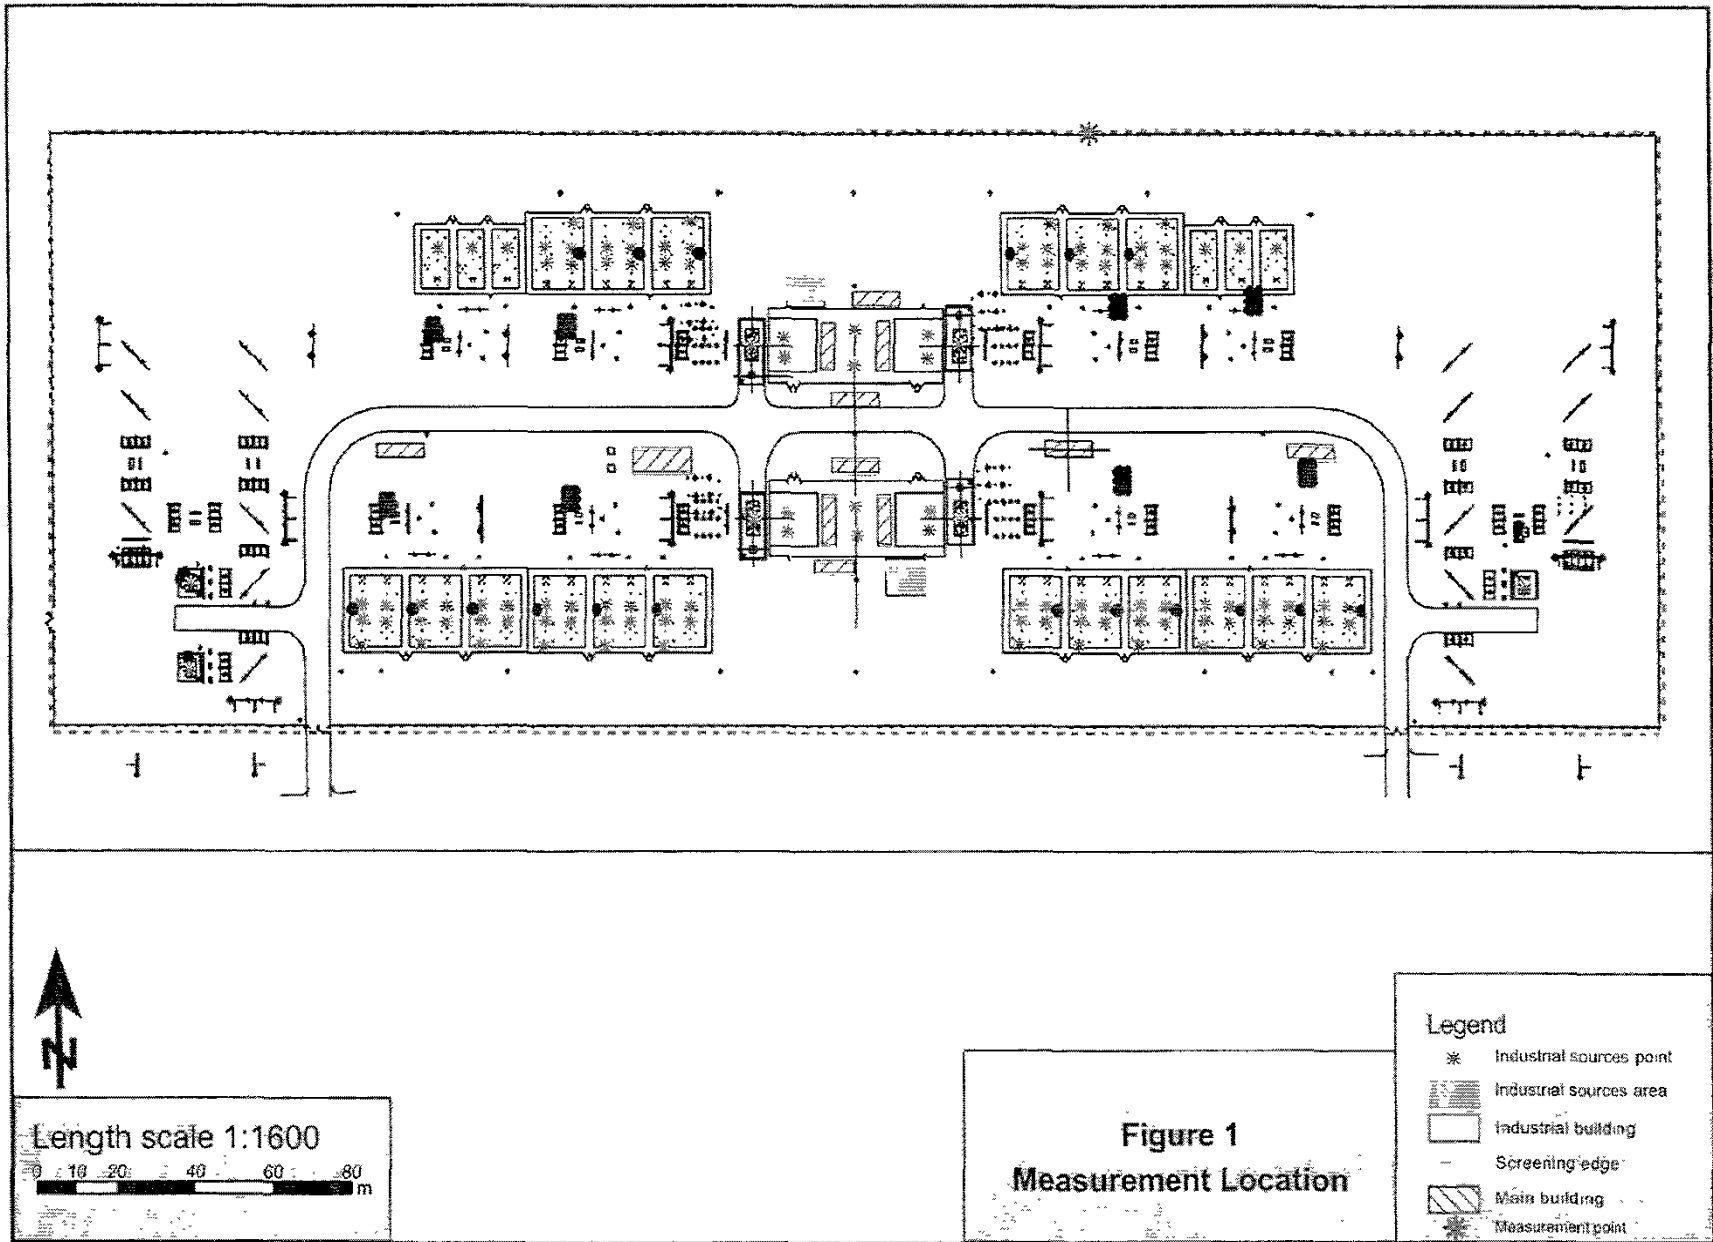 N
Length scale 1:1600
0 10 20 40 60 80
m
Figure 1
Measurement Location
Legend
Industrial sources point
Industrial sources area
Industrial building
Screening edge
Main building
Measurement point